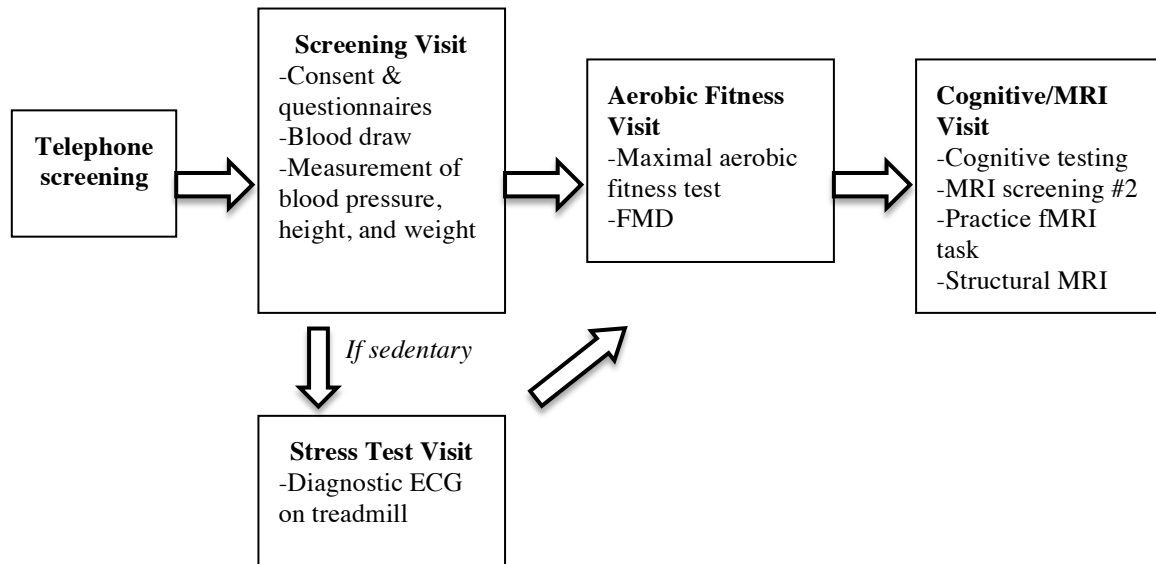 Telephone
screening
Screening Visit
-Consent &
questionnaires
-Blood draw
-Measurement of
blood pressure,
height, and weight
If sedentary
Stress Test Visit
-Diagnostic ECG
on treadmill
Aerobic Fitness
Visit
-Maximal aerobic
fitness test
-FMD
Cognitive/MRI
Visit
-Cognitive testing
-MRI screening #2
-Practice fMRI
task
-Structural MRI